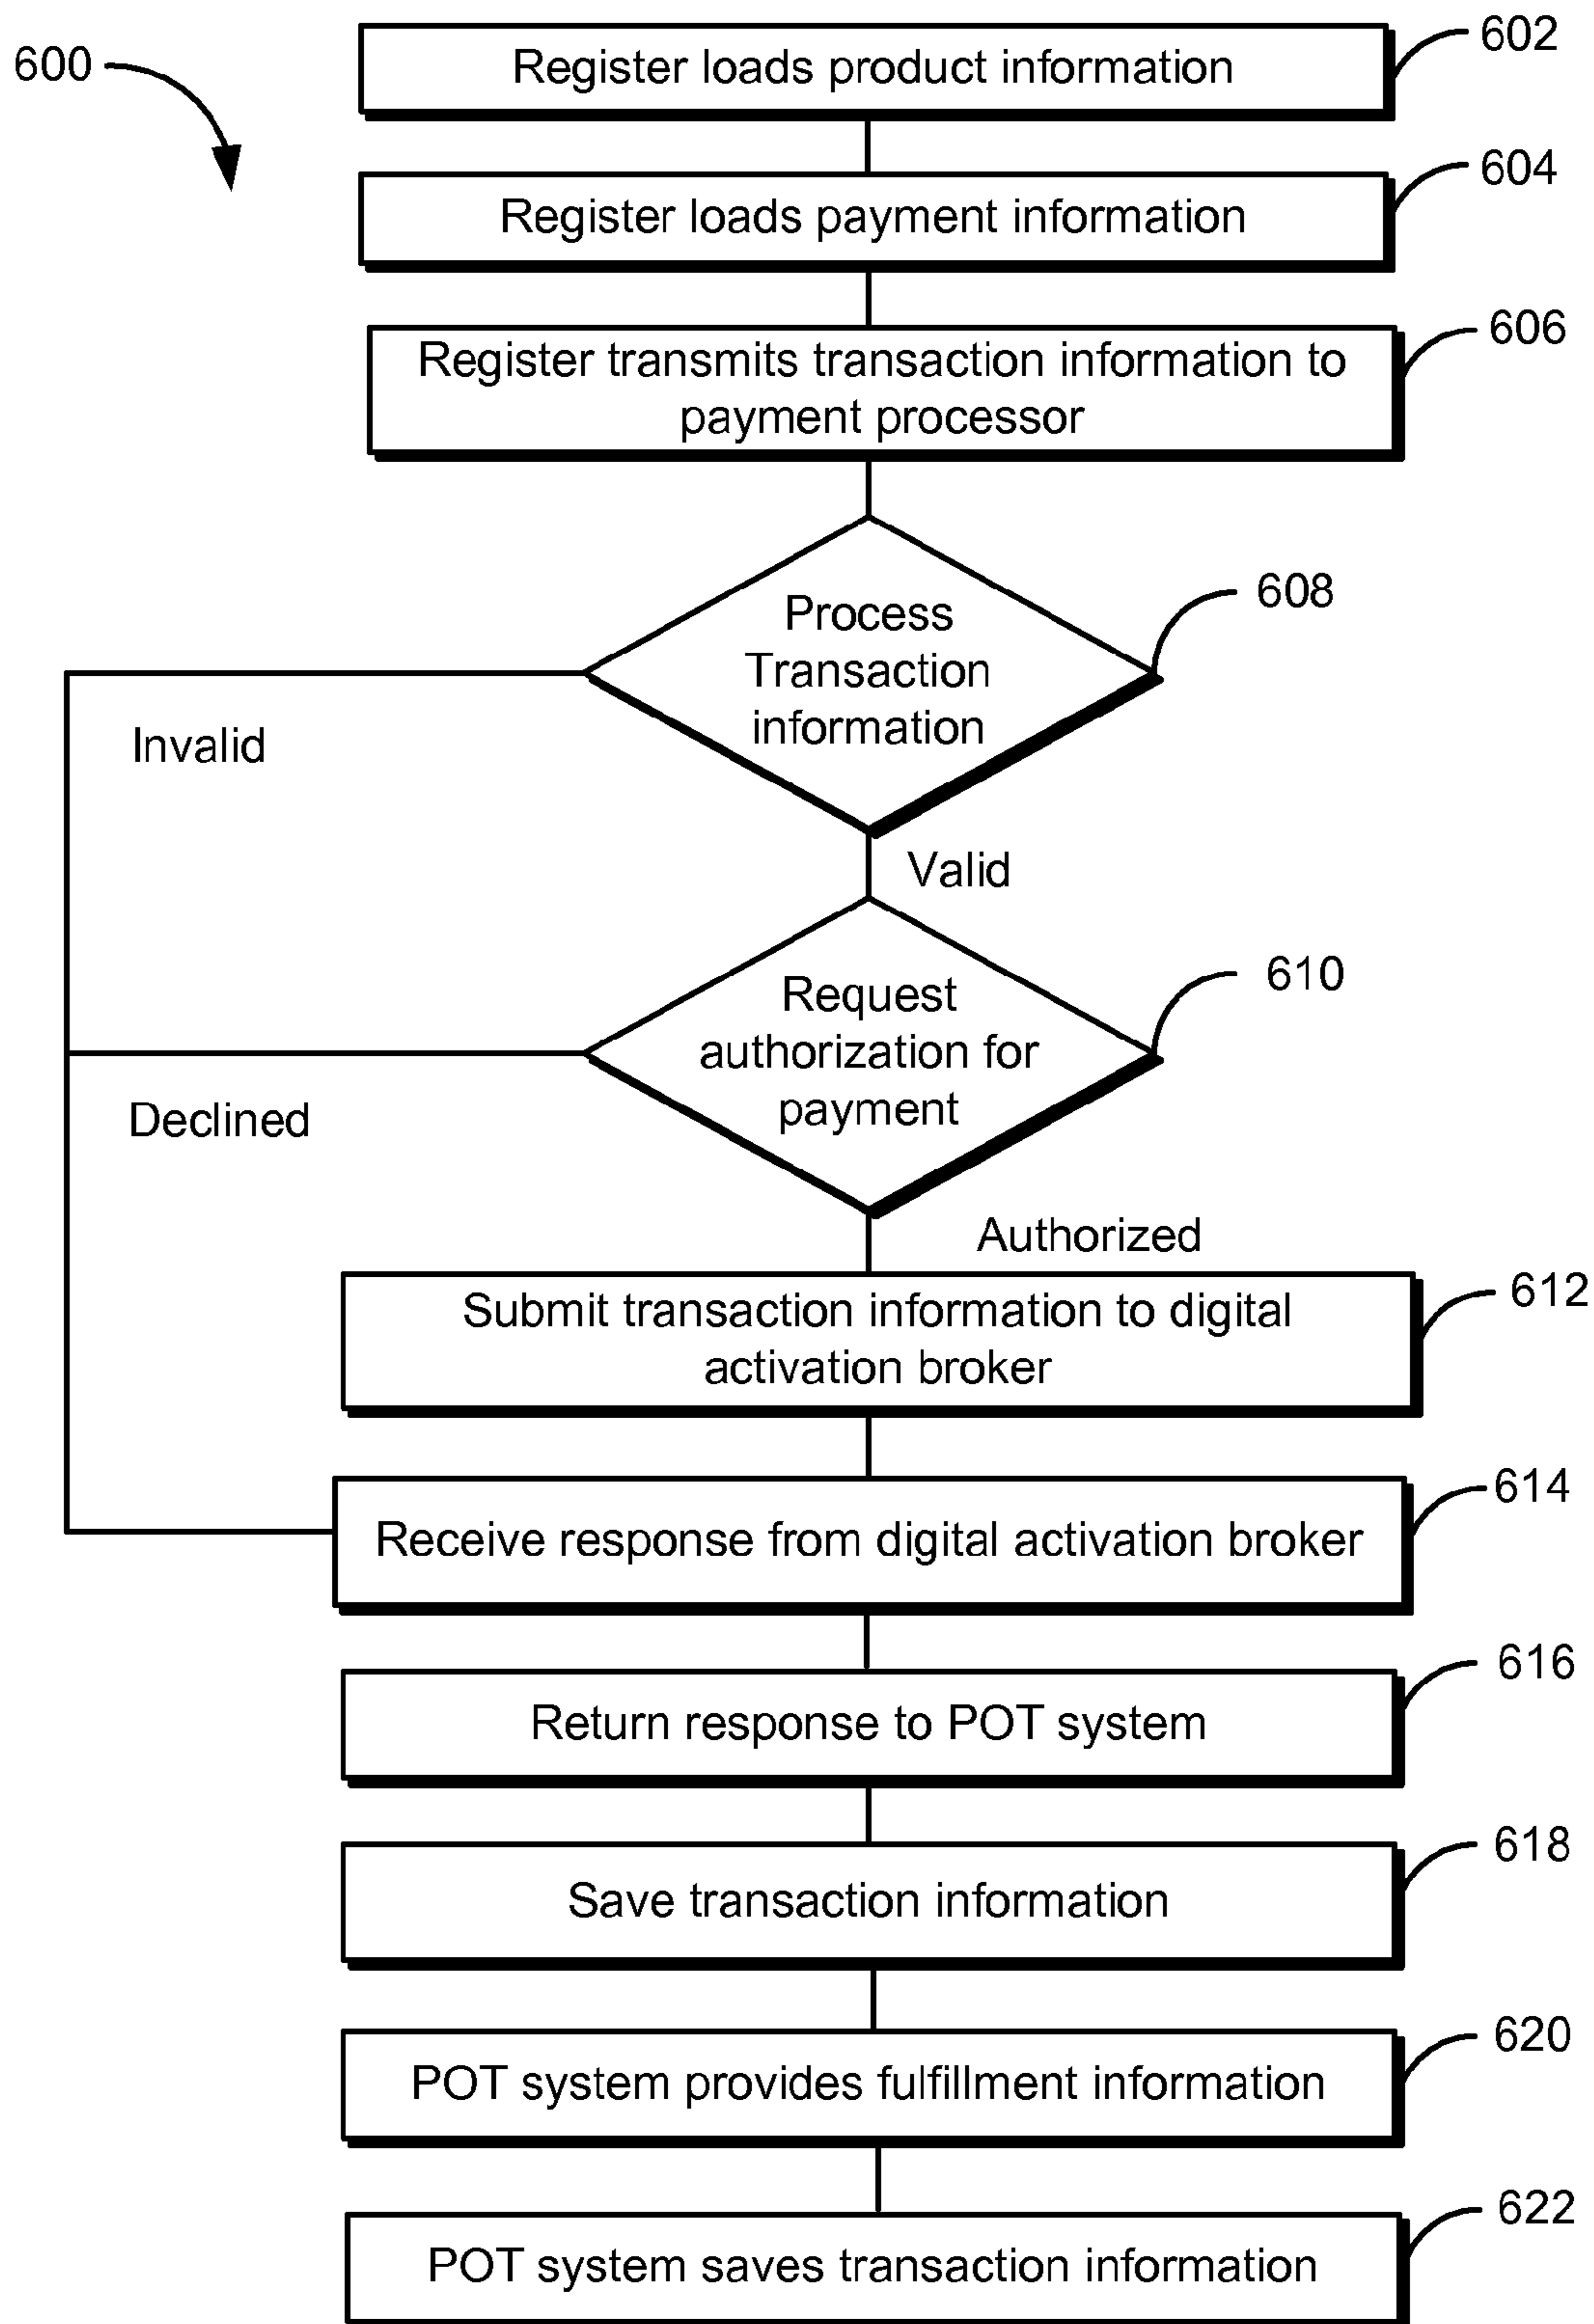 600
Register loads product information
602
Register loads payment information
604
Register transmits transaction information to
payment processor
606
Process
Transaction
information
608
Invalid
Valid
Request
authorization for
payment
610
Declined
Authorized
Submit transaction information to digital
activation broker
612
Receive response from digital activation broker
614
Return response to POT system
616
Save transaction information
618
POT system provides fulfillment information
620
POT system saves transaction information
622